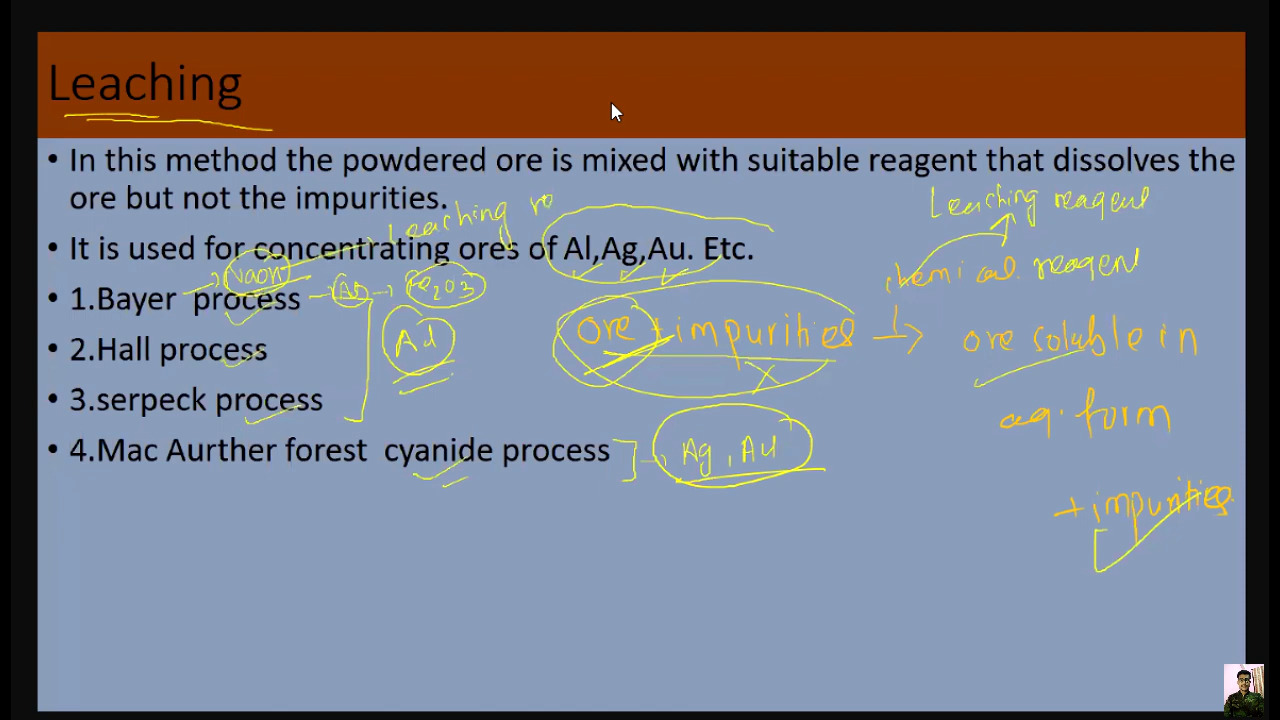 Leaching
• In this method the powdered ore is mixed with suitable reagent that dissolves the
ore but not the impurities.
Leaching reagent
Leaching re
• It is used for concentrating ores of Al,Ag,Au. Etc.
chemical reagent
NaOH
• 1.Bayer process → → Fe2O3
ore + impurities → ore soluble in
• 2.Hall process
• 3.serpeck process
aq. form
• 4.Mac Aurther forest cyanide process → Ag, Au
+ impurities